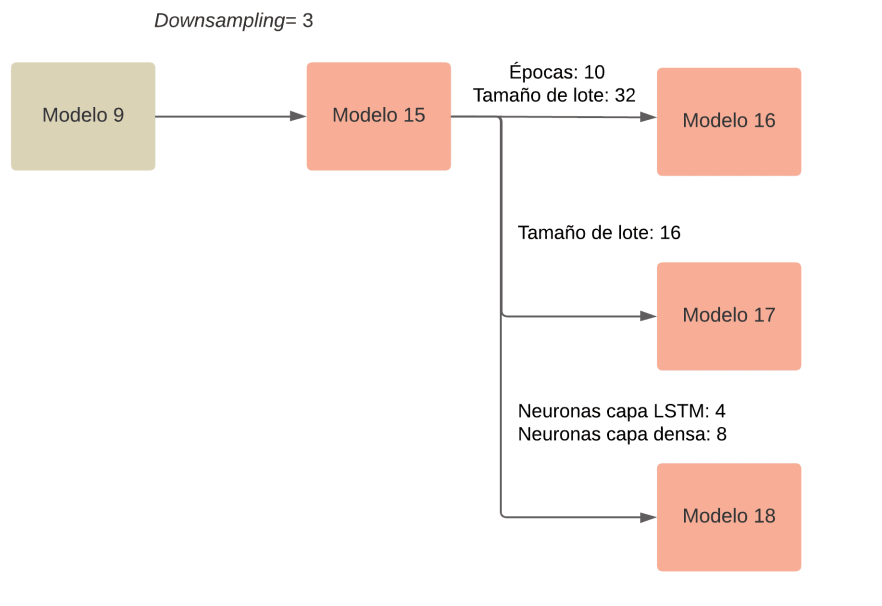 Downsampling= 3
Modelo 9
Modelo 15
Épocas: 10
Tamaño de lote: 32
Modelo 16
Tamaño de lote: 16
Modelo 17
Neuronas capa LSTM: 4
Neuronas capa densa: 8
Modelo 18